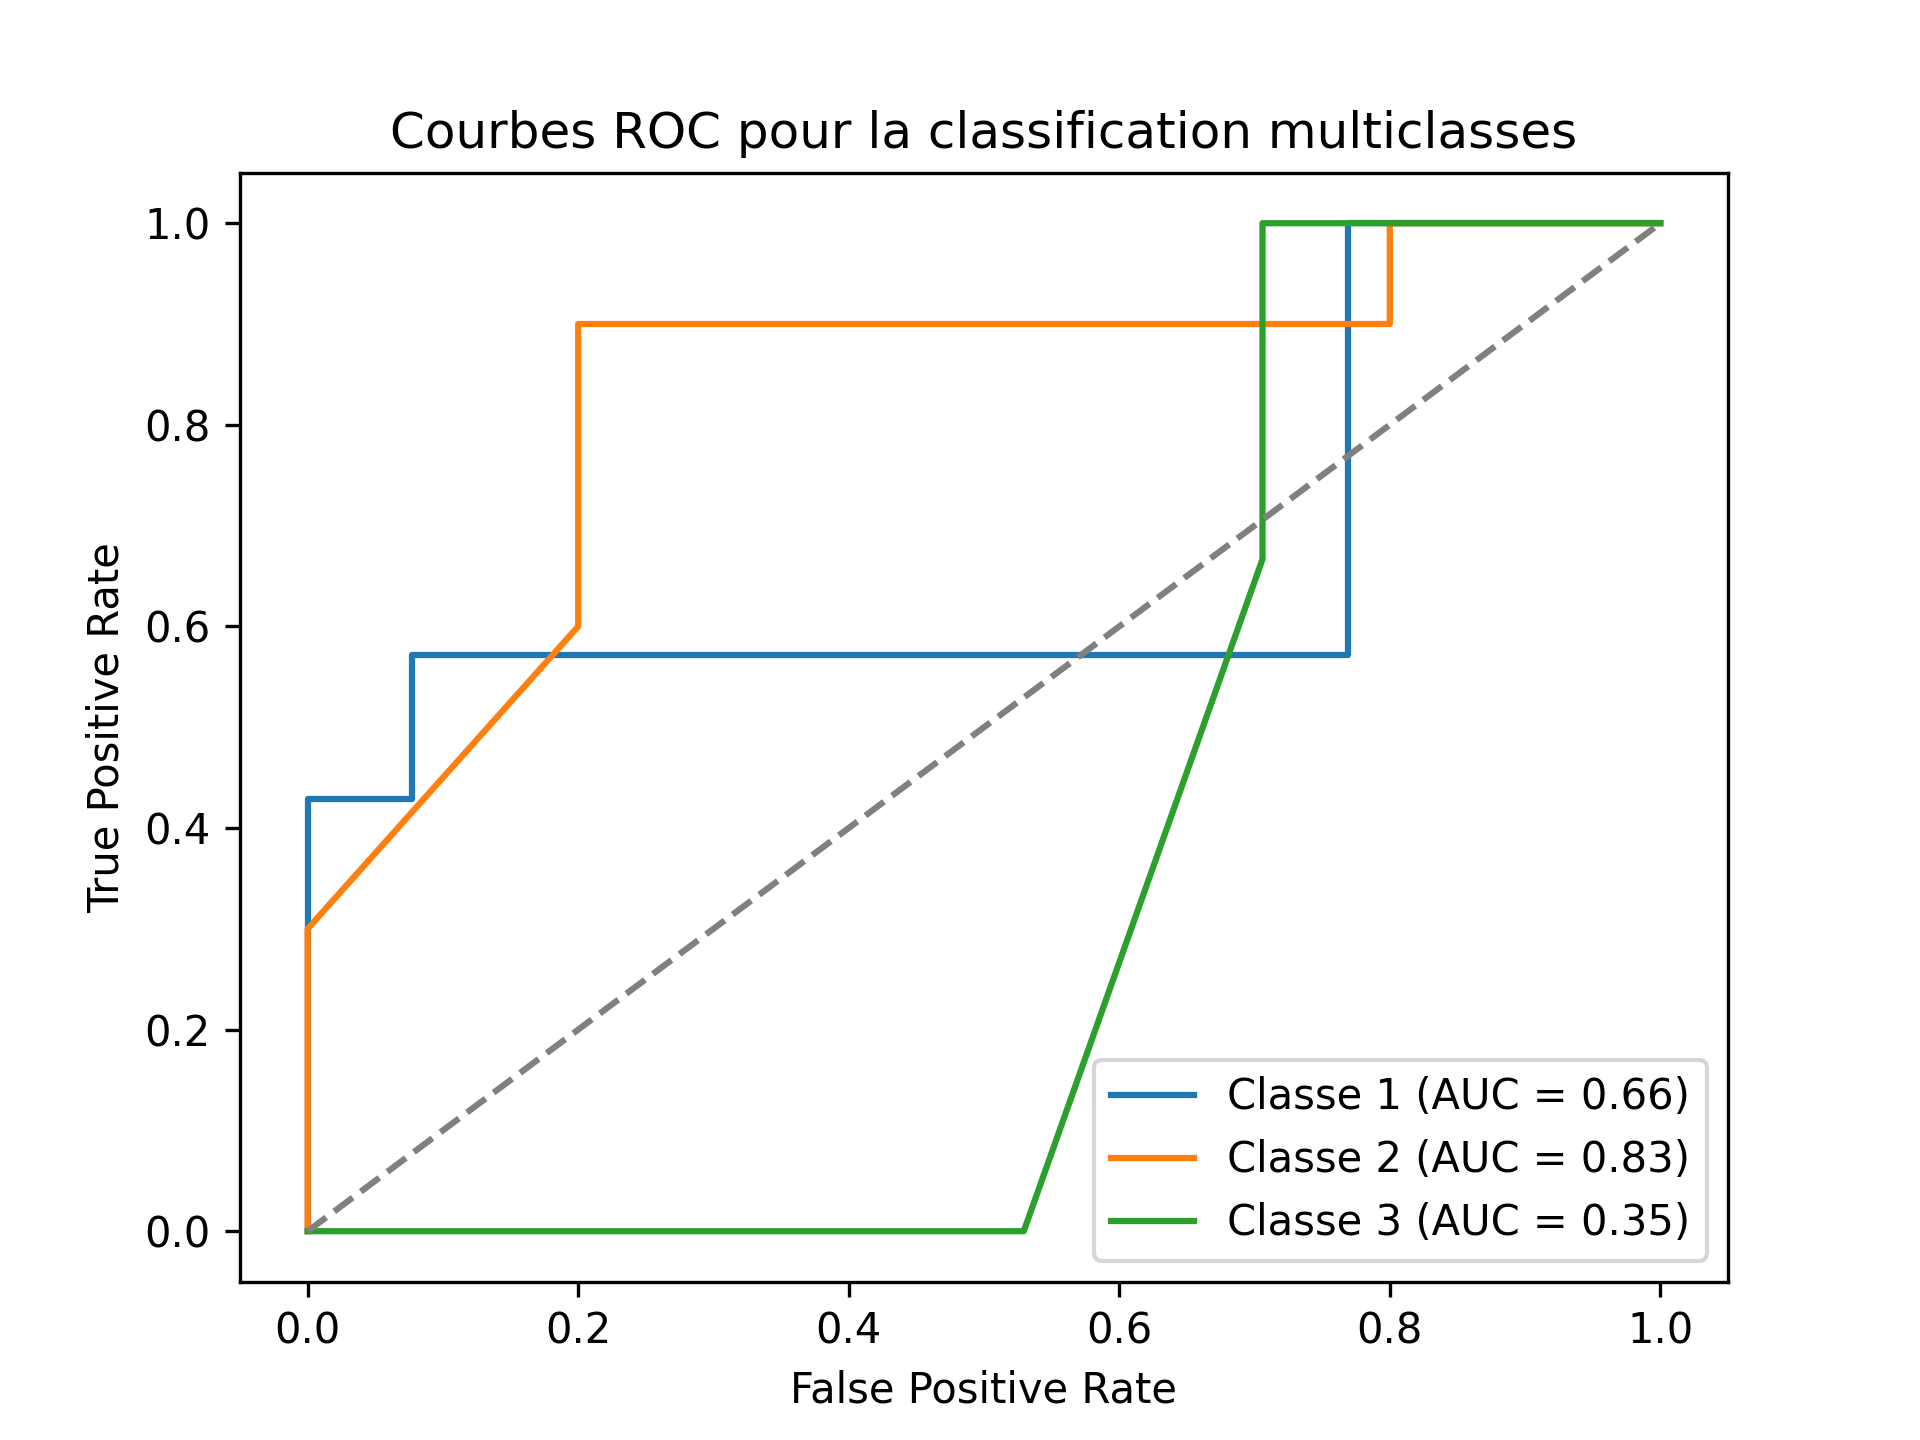 Courbes ROC pour la classification multiclasses
1.0
0.8
0.6
0.4
0.2
0.0
True Positive Rate
Classe 1 (AUC = 0.66)
Classe 2 (AUC = 0.83)
Classe 3 (AUC = 0.35)
0.0 0.2 0.4 0.6 0.8 1.0
False Positive Rate